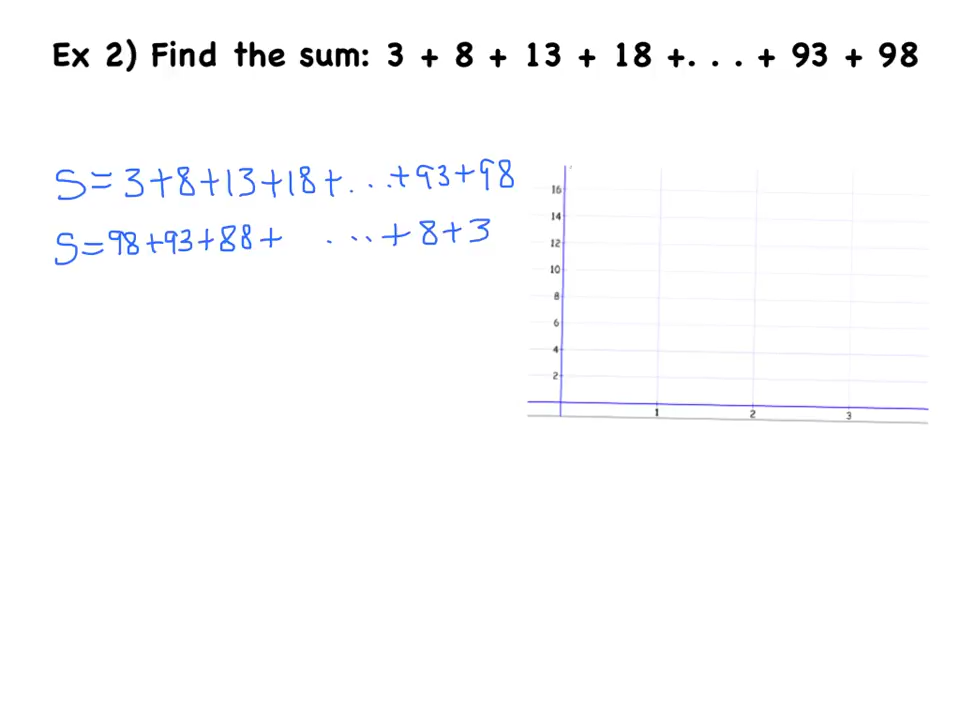 Ex 2) Find the sum: 3 + 8 + 13 + 18 +. . . + 93 + 98
S=3+8+13+18+...+93+98
S=98+93+88+ ...+8+3
16
14
12
10
8
6
4
2
1 2 3